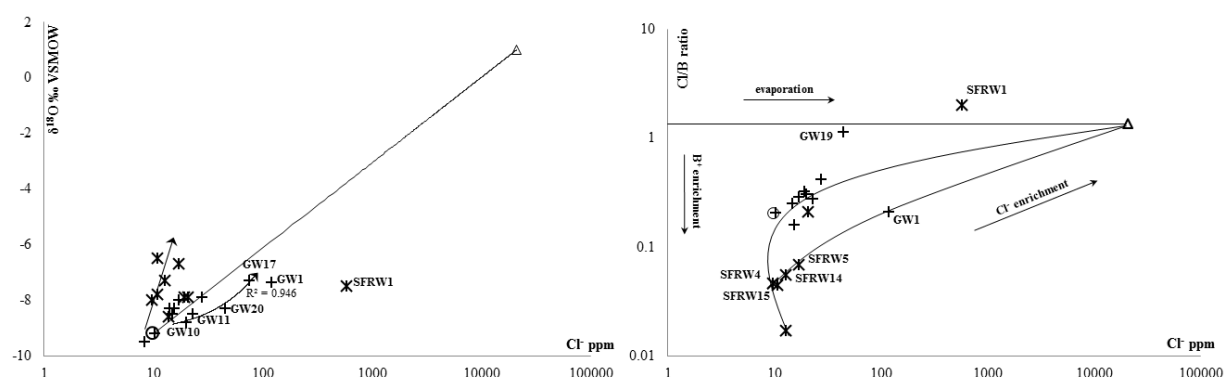 2
0
-2
-4
-6
-8
-10
δ¹⁸O ‰ VSMOW
GW17
GW1
R² = 0.946
SFRW1
GW20
GW11
GW10
Cl⁻ ppm
1
10
100
1000
10000
100000
10
1
0.1
0.01
Cl/B ratio
evaporation
SFRW1
GW19
B⁺ enrichment
Cl⁻ enrichment
GW1
SFRW5
SFRW4
SFRW14
SFRW15
Cl⁻ ppm
1
10
100
1000
10000
100000